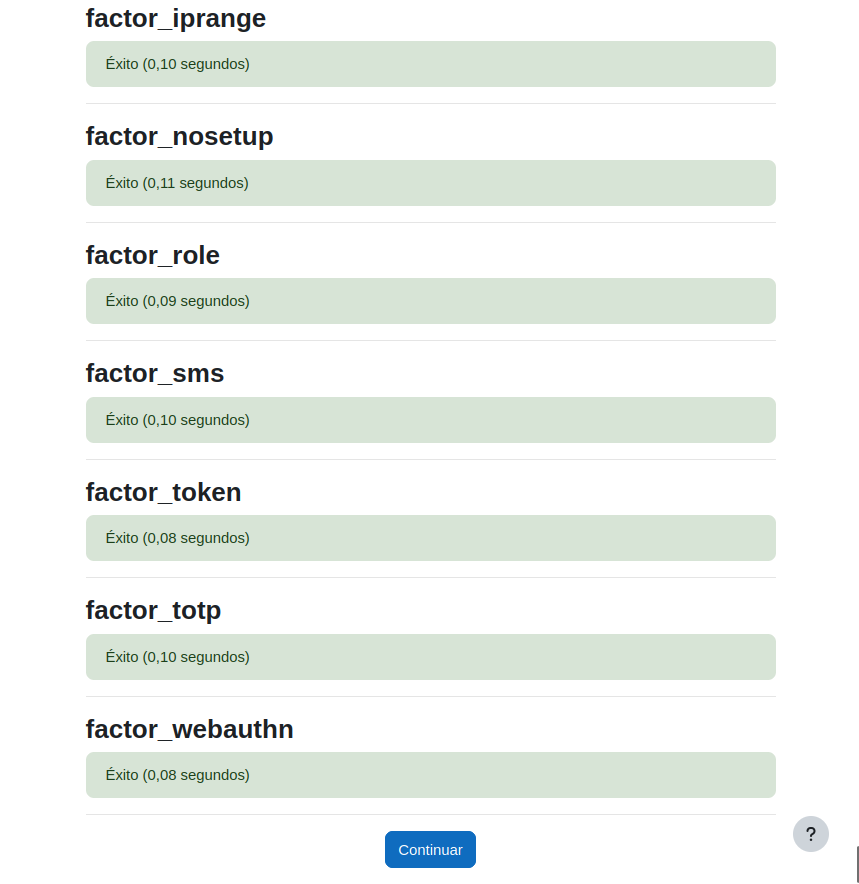 factor_iprange
Éxito (0,10 segundos)
factor_nosetup
Éxito (0,11 segundos)
factor_role
Éxito (0,09 segundos)
factor_sms
Éxito (0,10 segundos)
factor_token
Éxito (0,08 segundos)
factor_totp
Éxito (0,10 segundos)
factor_webauthn
Éxito (0,08 segundos)
?
Continuar